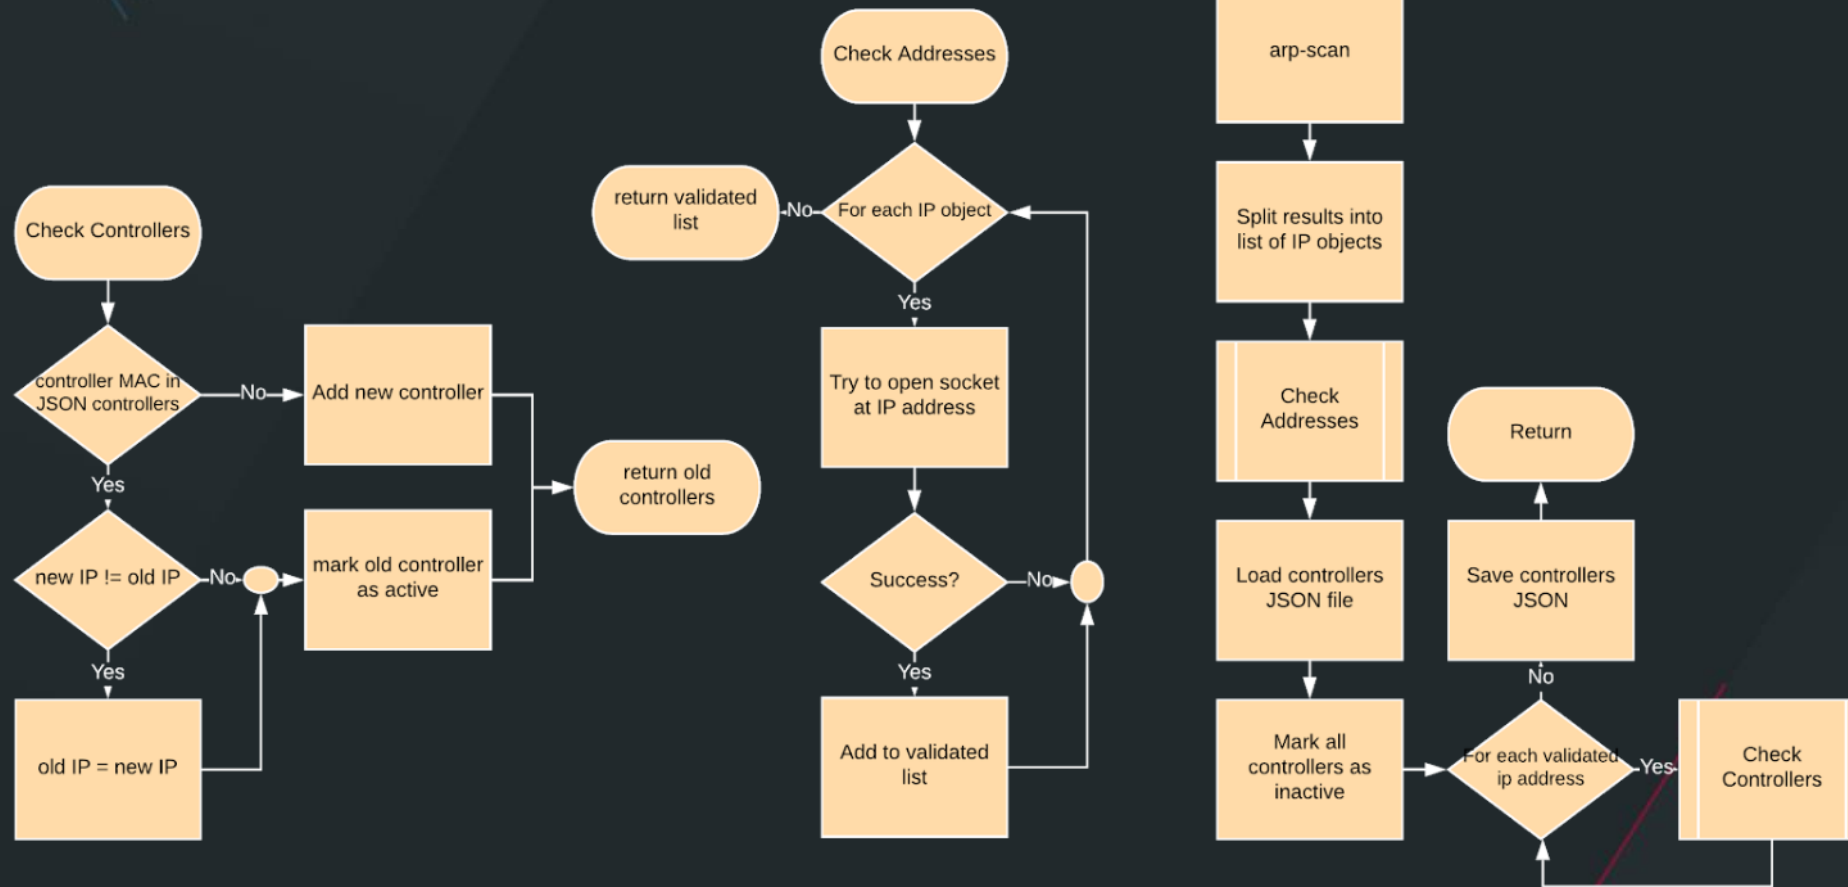 Check Controllers
controller MAC in
JSON controllers
No
Add new controller
Yes
new IP != old IP
No
mark old controller
as active
return old
controllers
Yes
old IP = new IP
Check Addresses
For each IP object
No
return validated
list
Yes
Try to open socket
at IP address
Success?
No
Yes
Add to validated
list
arp-scan
Split results into
list of IP objects
Check
Addresses
Load controllers
JSON file
Mark all
controllers as
inactive
For each validated
ip address
Yes
Check
Controllers
No
Save controllers
JSON
Return